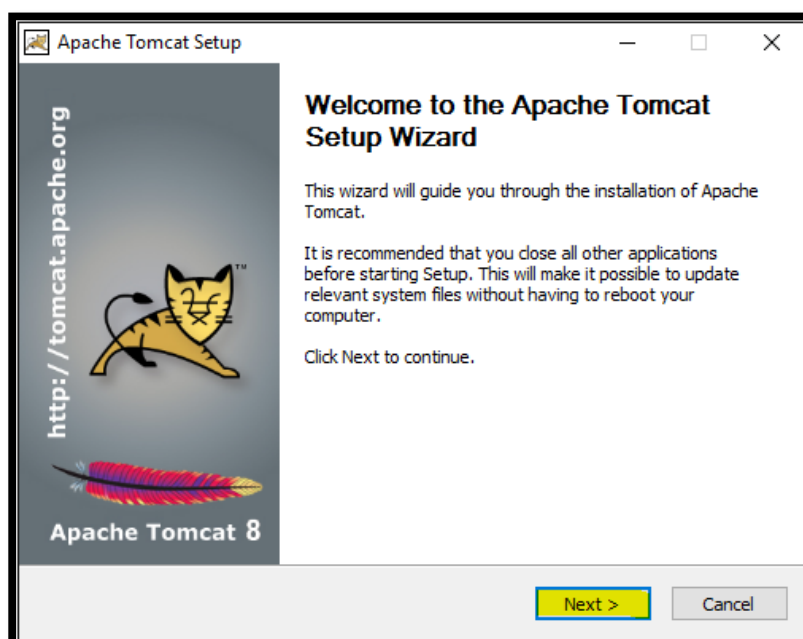 Apache Tomcat Setup
http://tomcat.apache.org
TM
Apache Tomcat 8
Welcome to the Apache Tomcat
Setup Wizard
This wizard will guide you through the installation of Apache
Tomcat.
It is recommended that you close all other applications
before starting Setup. This will make it possible to update
relevant system files without having to reboot your
computer.
Click Next to continue.
Next >
Cancel